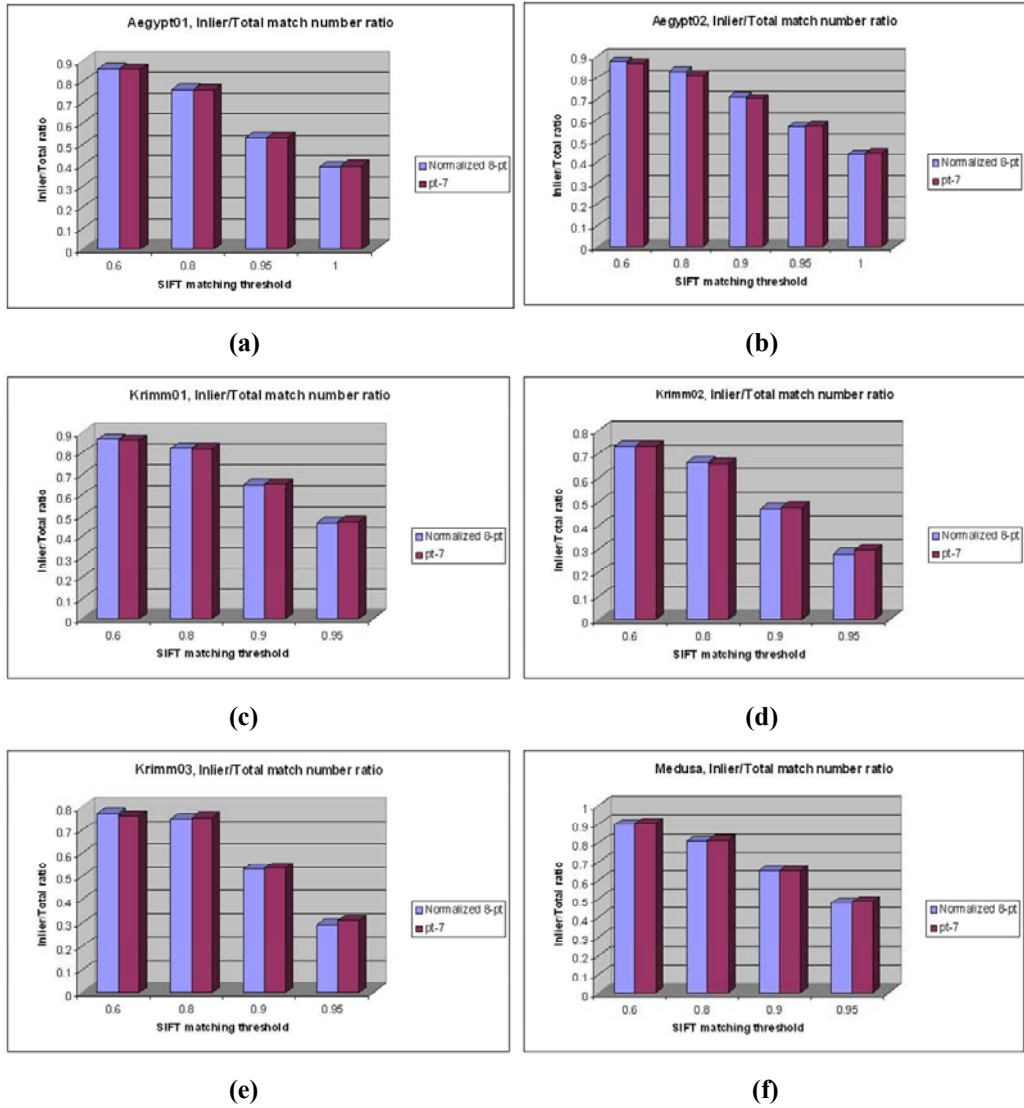 Aegypt01, Inlier/Total match number ratio
Inlier/Total ratio
0.9
0.8
0.7
0.6
0.5
0.4
0.3
0.2
0.1
0
0.6 0.8 0.95 1
SIFT matching threshold
Normalized 8-pt
pt-7
(a)
Aegypt02, Inlier/Total match number ratio
Inlier/Total ratio
0.9
0.8
0.7
0.6
0.5
0.4
0.3
0.2
0.1
0
0.6 0.8 0.9 0.95 1
SIFT matching threshold
Normalized 8-pt
pt-7
(b)
Krimm01, Inlier/Total match number ratio
Inlier/Total ratio
0.9
0.8
0.7
0.6
0.5
0.4
0.3
0.2
0.1
0
0.6 0.8 0.9 0.95
SIFT matching threshold
Normalized 8-pt
pt-7
(c)
Krimm02, Inlier/Total match number ratio
Inlier/Total ratio
0.8
0.7
0.6
0.5
0.4
0.3
0.2
0.1
0
0.6 0.8 0.9 0.95
SIFT matching threshold
Normalized 8-pt
pt-7
(d)
Krimm03, Inlier/Total match number ratio
Inlier/Total ratio
0.8
0.7
0.6
0.5
0.4
0.3
0.2
0.1
0
0.6 0.8 0.9 0.95
SIFT matching threshold
Normalized 8-pt
pt-7
(e)
Medusa, Inlier/Total match number ratio
Inlier/Total ratio
1
0.9
0.8
0.7
0.6
0.5
0.4
0.3
0.2
0.1
0
0.6 0.8 0.9 0.95
SIFT matching threshold
Normalized 8-pt
pt-7
(f)